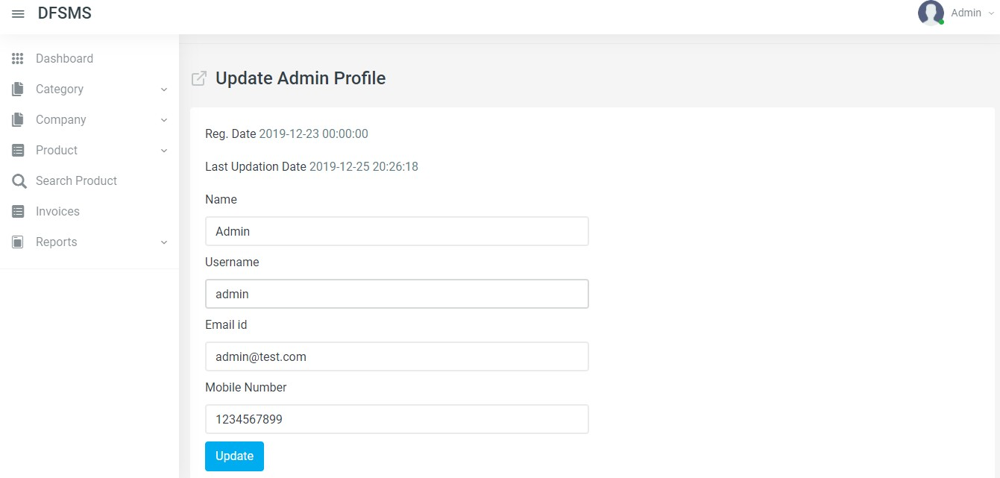 DFSMS
Admin
Dashboard
Category
Company
Product
Search Product
Invoices
Reports
Update Admin Profile
Reg. Date 2019-12-23 00:00:00
Last Updation Date 2019-12-25 20:26:18
Name
Admin
Username
admin
Email id
admin@test.com
Mobile Number
1234567899
Update